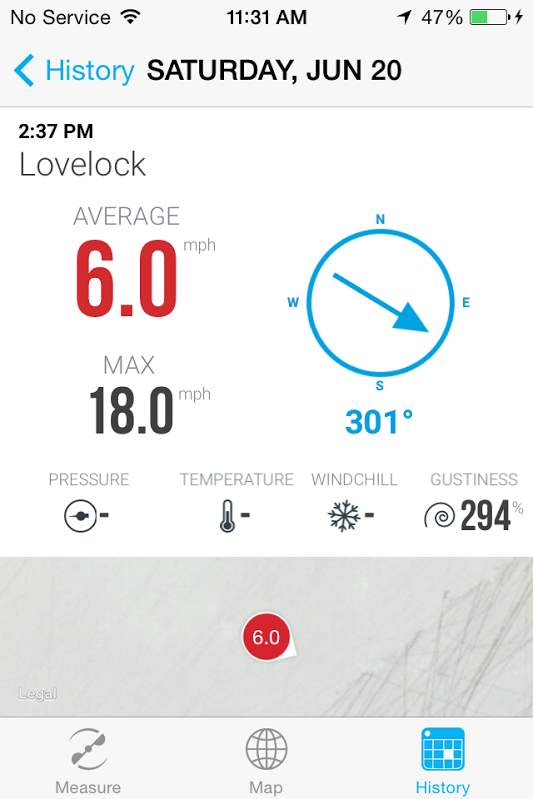 No Service 11:31 AM 47%
History SATURDAY, JUN 20
2:37 PM
Lovelock
AVERAGE
6.0 mph
MAX
18.0 mph
N
W E
S
301°
PRESSURE TEMPERATURE WINDCHILL GUSTINESS
- - - 294%
6.0
Legal
Measure Map History